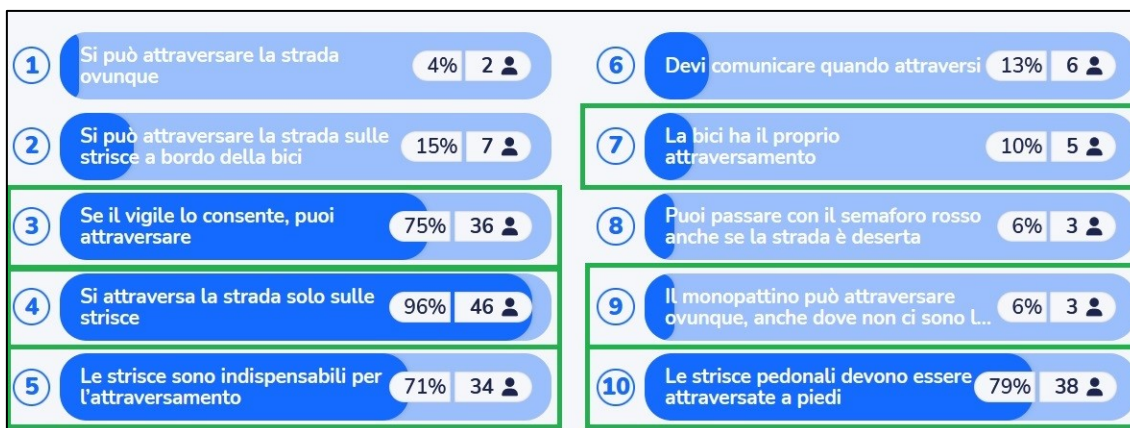 1
Si può attraversare la strada
ovunque
4% 2
2
Si può attraversare la strada sulle
strisce a bordo della bici
15% 7
3
Se il vigile lo consente, puoi
attraversare
75% 36
4
Si attraversa la strada solo sulle
strisce
96% 46
5
Le strisce sono indispensabili per
l'attraversamento
71% 34
6
Devi comunicare quando attraversi
13% 6
7
La bici ha il proprio
attraversamento
10% 5
8
Puoi passare con il semaforo rosso
anche se la strada è deserta
6% 3
9
Il monopattino può attraversare
ovunque, anche dove non ci sono l...
6% 3
10
Le strisce pedonali devono essere
attraversate a piedi
79% 38